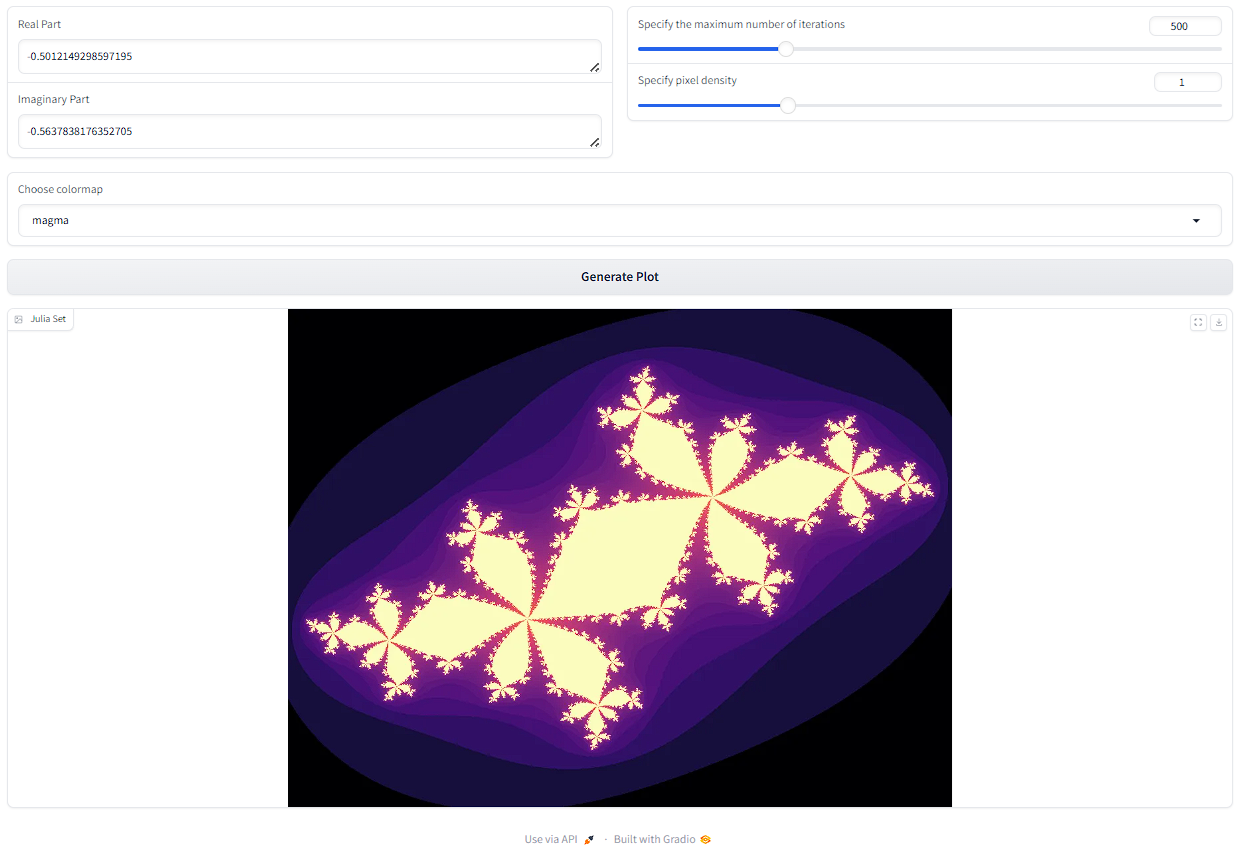 Real Part
-0.5012149298597195
Imaginary Part
-0.5637838176352705
Specify the maximum number of iterations
500
Specify pixel density
1
Choose colormap
magma
Generate Plot
Julia Set
Use via API · Built with Gradio